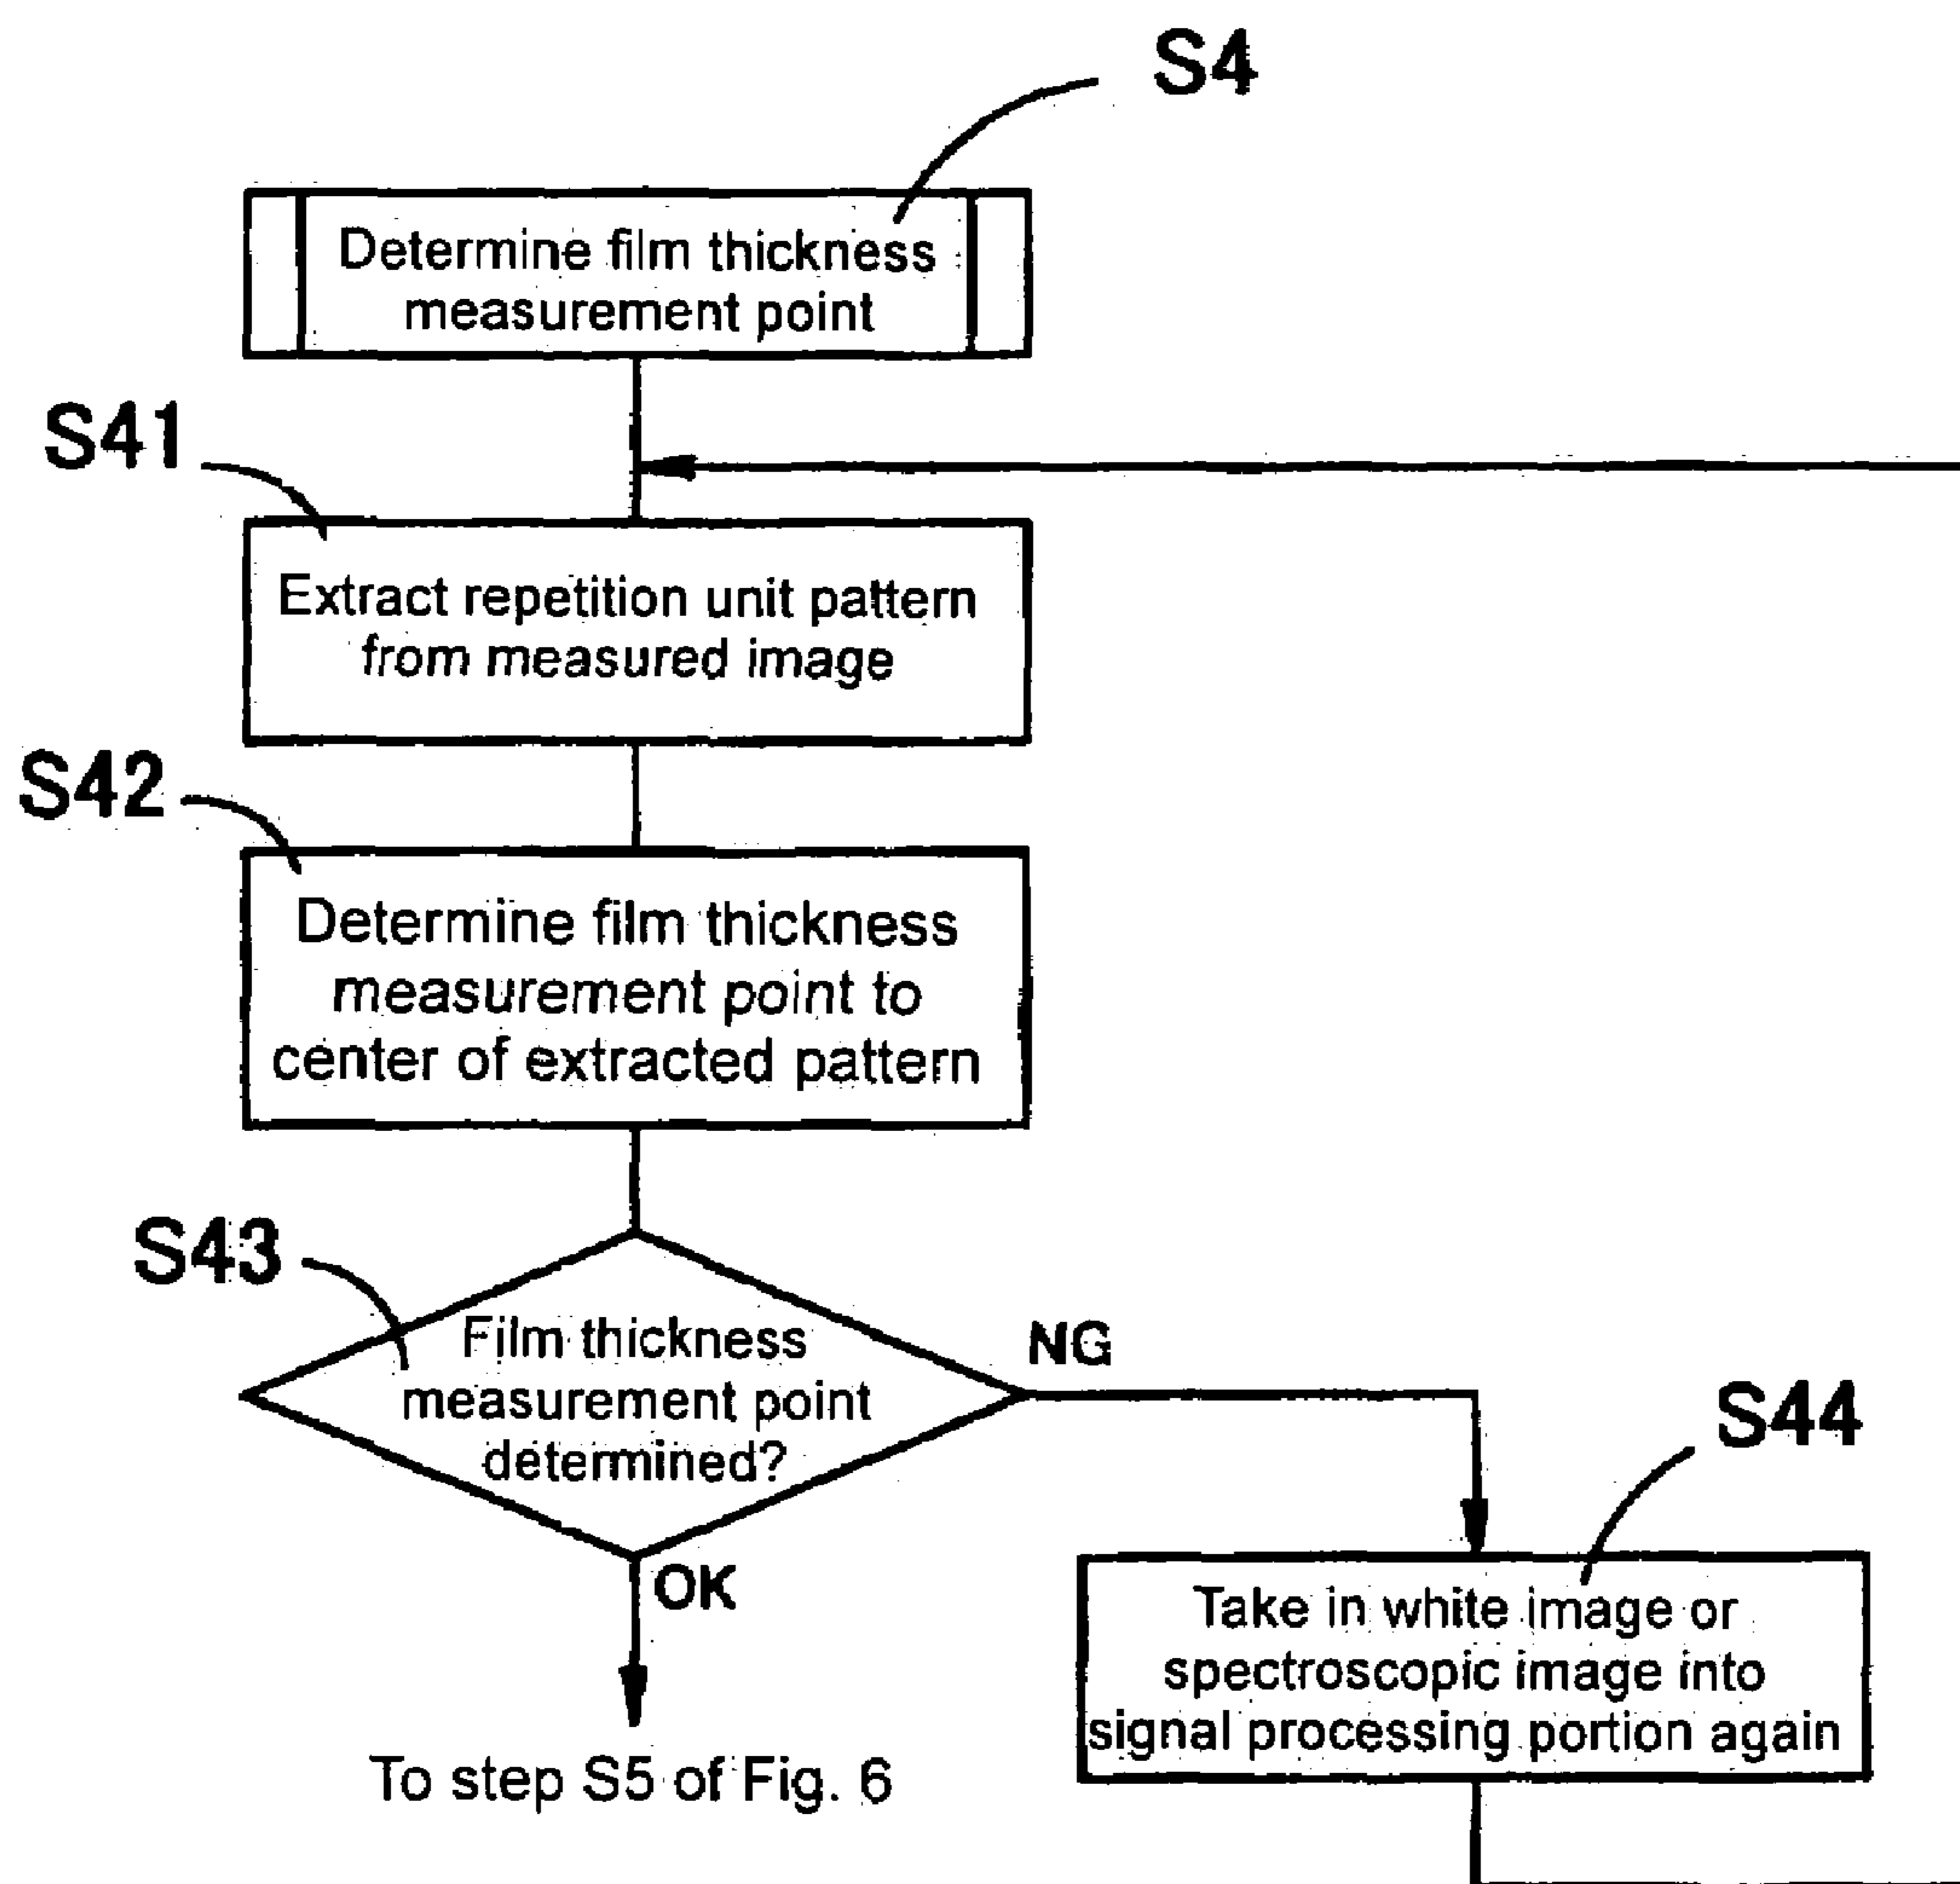 S4
Determine film thickness
measurement point
S41
Extract repetition unit pattern
from measured image
S42
Determine film thickness
measurement point to
center of extracted pattern
S43
Film thickness
measurement point
determined?
NG
OK
To step S5 of Fig. 6
S44
Take in white image or
spectroscopic image into
signal processing portion again